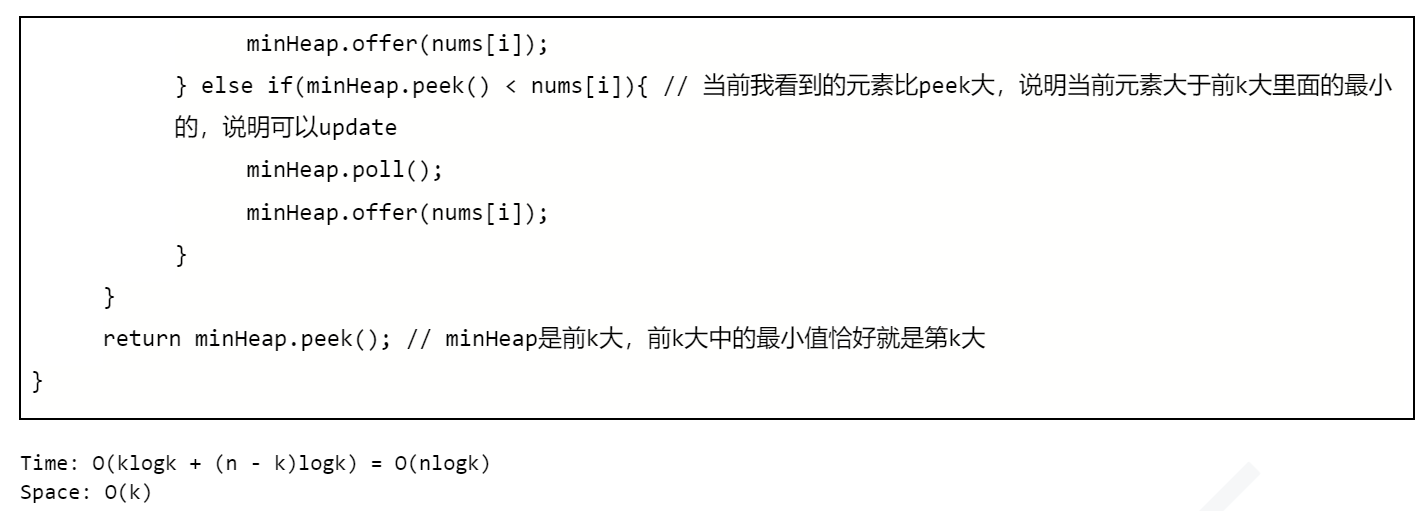 minHeap.offer(nums[i]);
} else if(minHeap.peek() < nums[i]){ // 当前我看到的元素比peek大，说明当前元素大于前k大里面的最小
的，说明可以update
minHeap.poll();
minHeap.offer(nums[i]);
}
}
return minHeap.peek(); // minHeap是前k大，前k大中的最小值恰好就是第k大
}
Time: O(klogk + (n - k)logk) = O(nlogk)
Space: O(k)